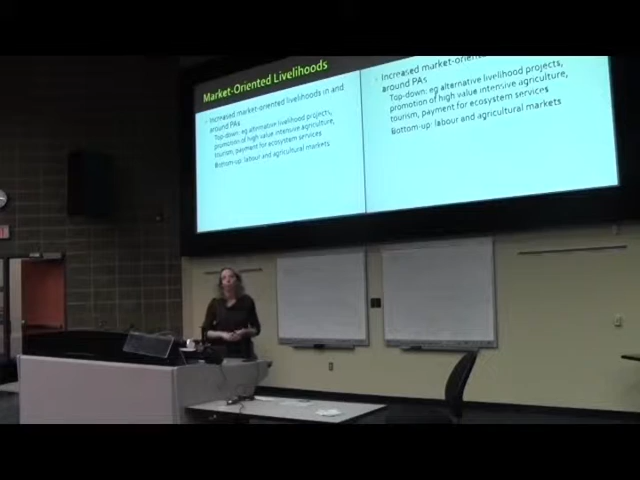 Market-Oriented Livelihoods
Increased market-oriented livelihoods in and
around PAs
Top-down: eg alternative livelihood projects,
promotion of high value intensive agriculture,
tourism, payment for ecosystem services
Bottom-up: labour and agricultural markets
Increased market-oriented
around PAs
Top-down: eg alternative livelihood projects,
promotion of high value intensive agriculture,
tourism, payment for ecosystem services
Bottom-up: labour and agricultural markets